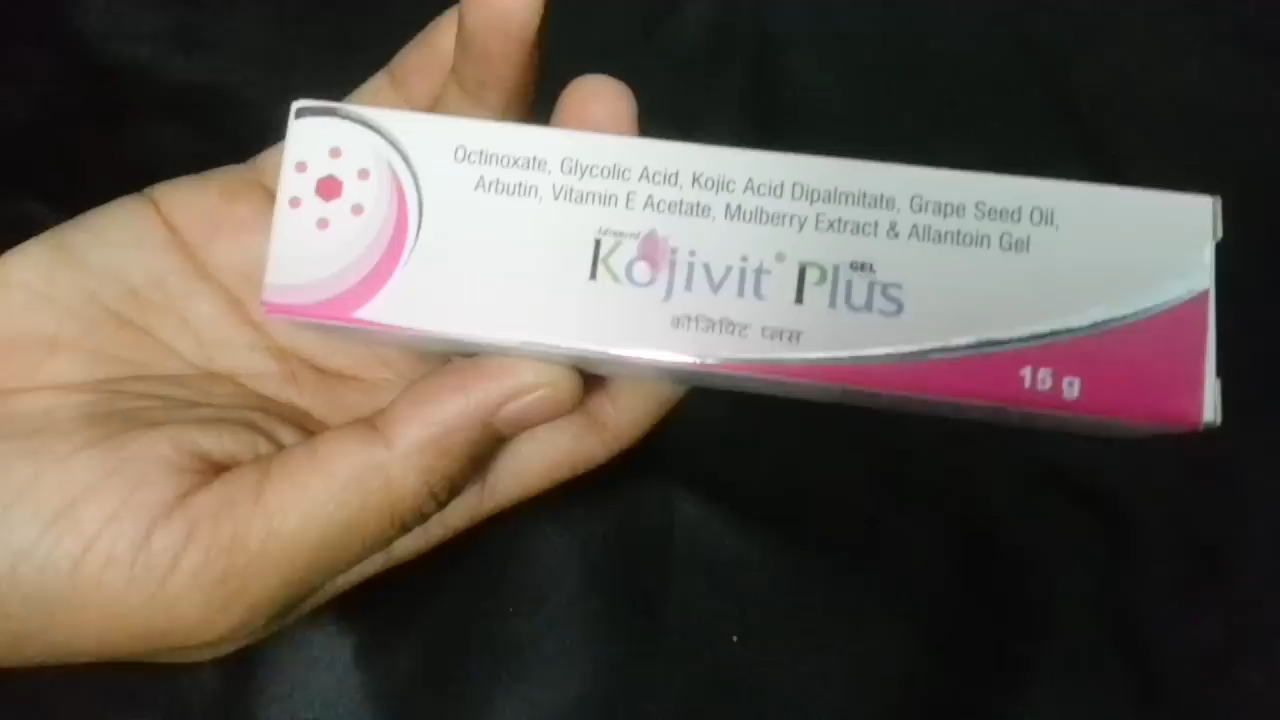 Octinoxate, Glycolic Acid, Kojic Acid Dipalmitate, Grape Seed Oil,
Arbutin, Vitamin E Acetate, Mulberry Extract & Allantoin Gel
Advanced
Kojivit® Plus GEL
कोजिविट प्लस
15 g